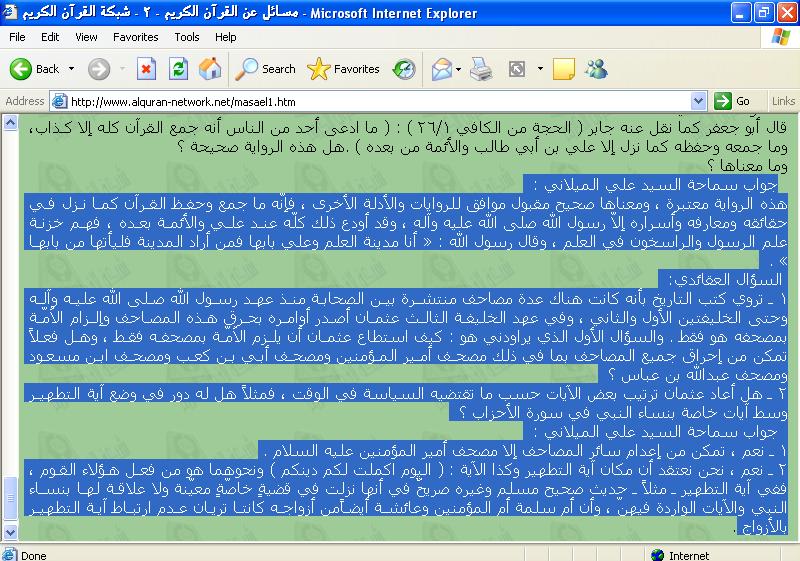 مسائل عن القرآن الكريم - ٢ - شبكة القرآن الكريم - Microsoft Internet Explorer
File Edit View Favorites Tools Help
Back Search Favorites
Address http://www.alquran-network.net/masael1.htm Go Links
قال أبو جعفر كما نقل عنه جابر ( الحجة من الكافي ٢٦/١ ) : ( ما ادعى أحد من الناس أنه جمع القرآن كله إلا كذاب،
وما جمعه وحفظه كما نزل إلا علي بن أبي طالب والأئمة من بعده ) .هل هذه الرواية صحيحة ؟
وما معناها ؟
جواب سماحة السيد علي الميلاني :
هذه الرواية معتبرة ، ومعناها صحيح مقبول موافق للروايات والأدلة الأخرى ، فإنّه ما جمع وحفظ القرآن كما نزل في
حقائقه ومعارفه وأسراره إلاّ رسول الله صلى الله عليه وآله ، وقد أودع ذلك كلّه عند علي والأئمة بعده ، فهم خزنة
علم الرسول والراسخون في العلم ، وقال رسول الله : « أنا مدينة العلم وعلي بابها فمن أراد المدينة فليأتها من بابها
» .
السؤال العقائدي:
١ ـ تروي كتب التاريخ بأنه كانت هناك عدة مصاحف منتشرة بين الصحابة منذ عهد رسول الله صلى الله عليه وآله
وحتى الخليفتين الأول والثاني ، وفي عهد الخليفة الثالث عثمان أصدر أوامره بحرق هذه المصاحف وإلزام الأمّة
بمصحفه هو فقط . والسؤال الأول الذي يراودني هو : كيف استطاع عثمان أن يلزم الأمّة بمصحفه فقط ، وهل فعلاً
تمكن من إحراق جميع المصاحف بما في ذلك مصحف أمير المؤمنين ومصحف أبي بن كعب ومصحف ابن مسعود
ومصحف عبدالله بن عباس ؟
٢ ـ هل أعاد عثمان ترتيب بعض الآيات حسب ما تقتضيه السياسة في الوقت ، فمثلاً هل له دور في وضع آية التطهير
وسط آيات خاصة بنساء النبي في سورة الأحزاب ؟
جواب سماحة السيد علي الميلاني :
١ ـ نعم ، تمكن من إعدام سائر المصاحف إلا مصحف أمير المؤمنين عليه السلام .
٢ ـ نعم ، نحن نعتقد أن مكان آية التطهير وكذا الآية : ( اليوم اكملت لكم دينكم ) ونحوهما هو من فعل هؤلاء القوم ،
ففي آية التطهير ـ مثلاً ـ حديث صحيح مسلم وغيره صريحٌ في أنها نزلت في قضيةٍ خاصّةٍ معيّنة ولا علاقة لها بنساء
النبي والآيات الواردة فيهنّ ، وأن أم سلمة أم المؤمنين وعائشة أيضاًمن أزواجه كانتا تريان عدم ارتباط آية التطهير
بالأزواج .
Done Internet